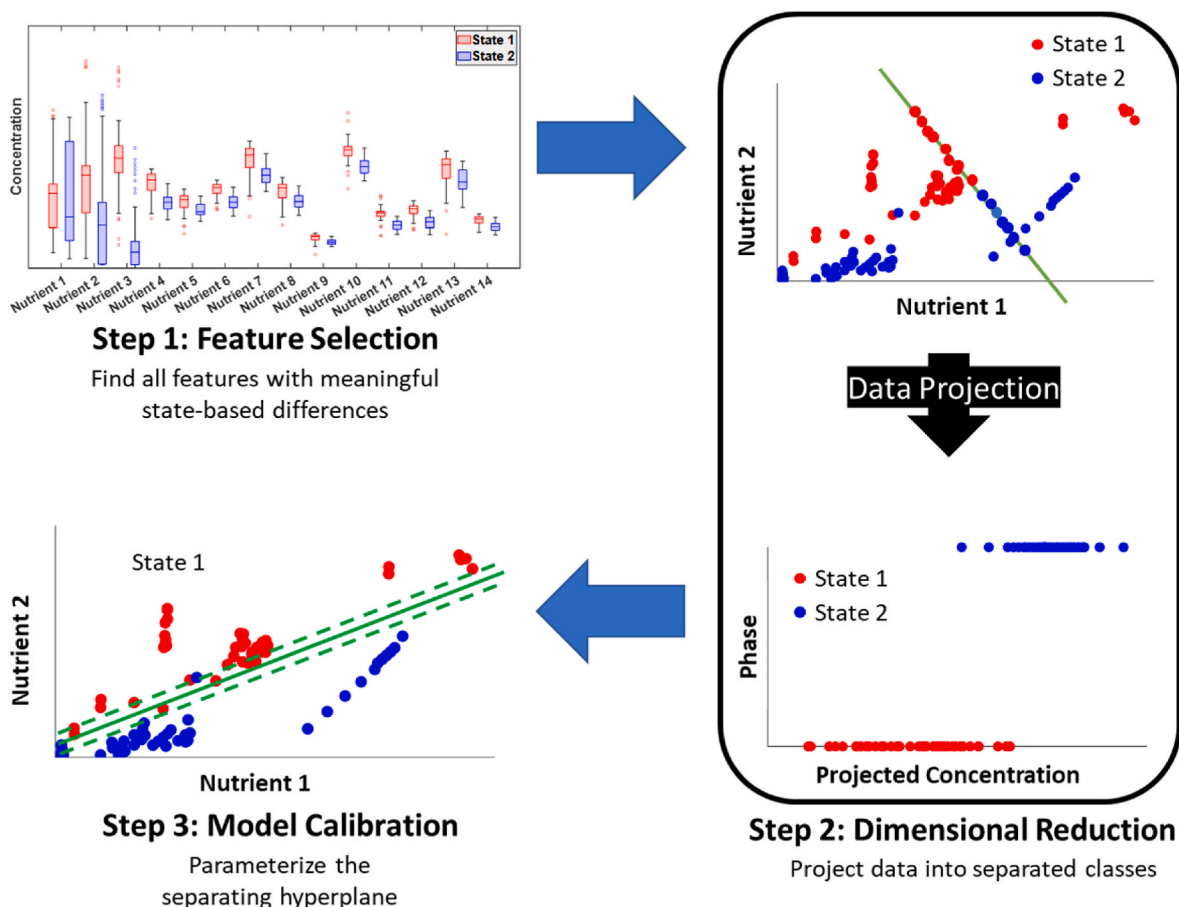 State 1
State 2
Concentration
Nutrient 1
Nutrient 2
Nutrient 3
Nutrient 4
Nutrient 5
Nutrient 6
Nutrient 7
Nutrient 8
Nutrient 9
Nutrient 10
Nutrient 11
Nutrient 12
Nutrient 13
Nutrient 14
Step 1: Feature Selection
Find all features with meaningful
state-based differences
State 1
State 2
Nutrient 2
Nutrient 1
Data Projection
State 1
State 2
Phase
Projected Concentration
Step 2: Dimensional Reduction
Project data into separated classes
State 1
Nutrient 2
Nutrient 1
Step 3: Model Calibration
Parameterize the
separating hyperplane